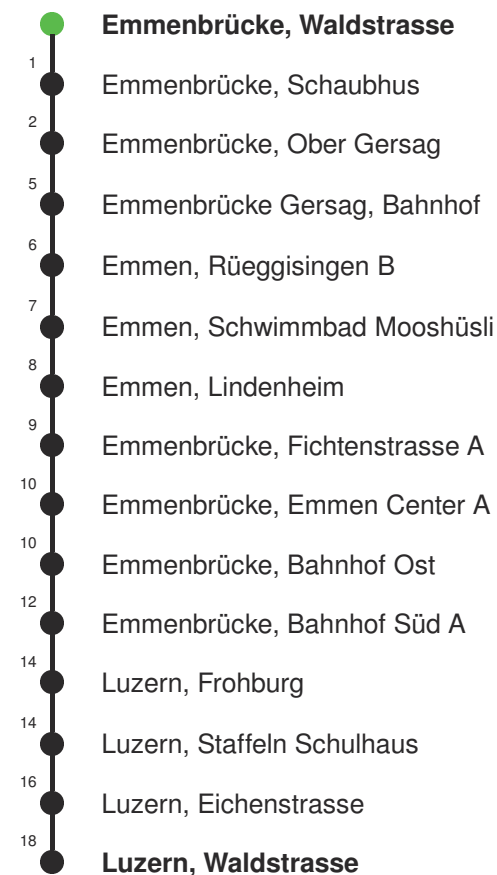 Emmenbrücke, Waldstrasse
1
Emmenbrücke, Schaubhus
2
Emmenbrücke, Ober Gersag
5
Emmenbrücke Gersag, Bahnhof
6
Emmen, Rüeggisingen B
7
Emmen, Schwimmbad Mooshüsli
8
Emmen, Lindenheim
9
Emmenbrücke, Fichtenstrasse A
10
Emmenbrücke, Emmen Center A
10
Emmenbrücke, Bahnhof Ost
12
Emmenbrücke, Bahnhof Süd A
14
Luzern, Frohburg
14
Luzern, Staffeln Schulhaus
16
Luzern, Eichenstrasse
18
Luzern, Waldstrasse